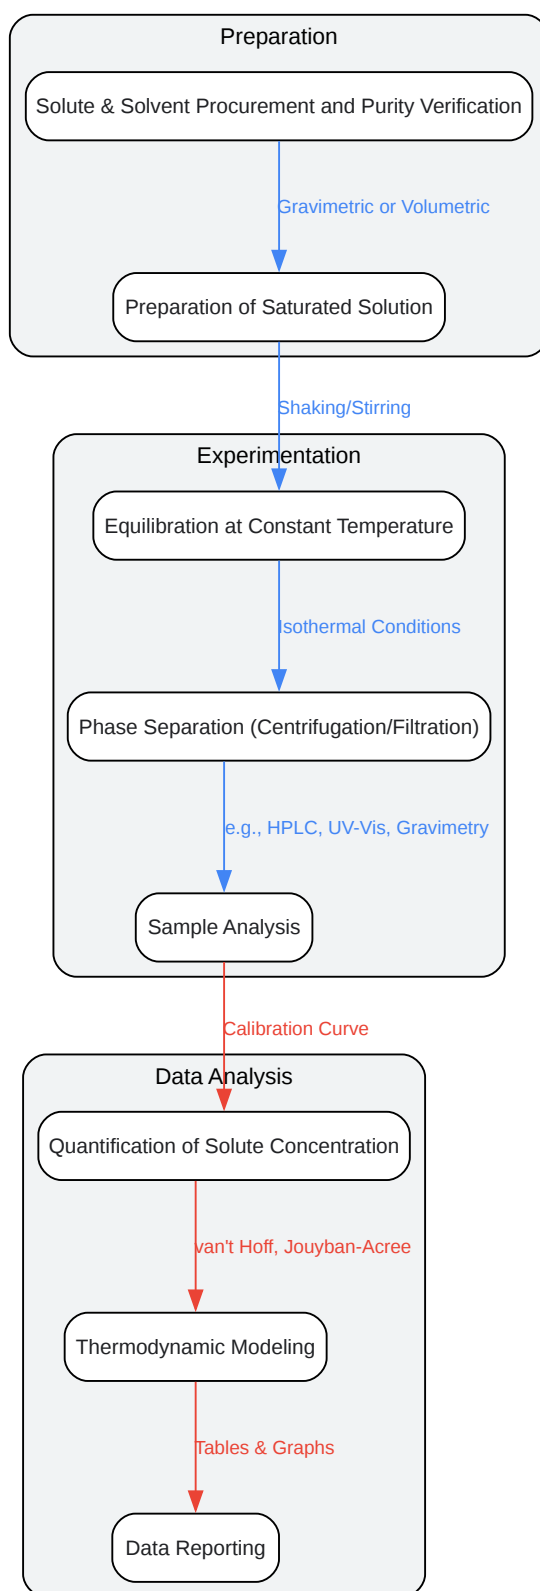 Preparation
Solute & Solvent Procurement and Purity Verification
Gravimetric or Volumetric
Preparation of Saturated Solution
Shaking/Stirring
Experimentation
Equilibration at Constant Temperature
Isothermal Conditions
Phase Separation (Centrifugation/Filtration)
e.g., HPLC, UV-Vis, Gravimetry
Sample Analysis
Calibration Curve
Data Analysis
Quantification of Solute Concentration
van't Hoff, Jouyban-Acree
Thermodynamic Modeling
Tables & Graphs
Data Reporting